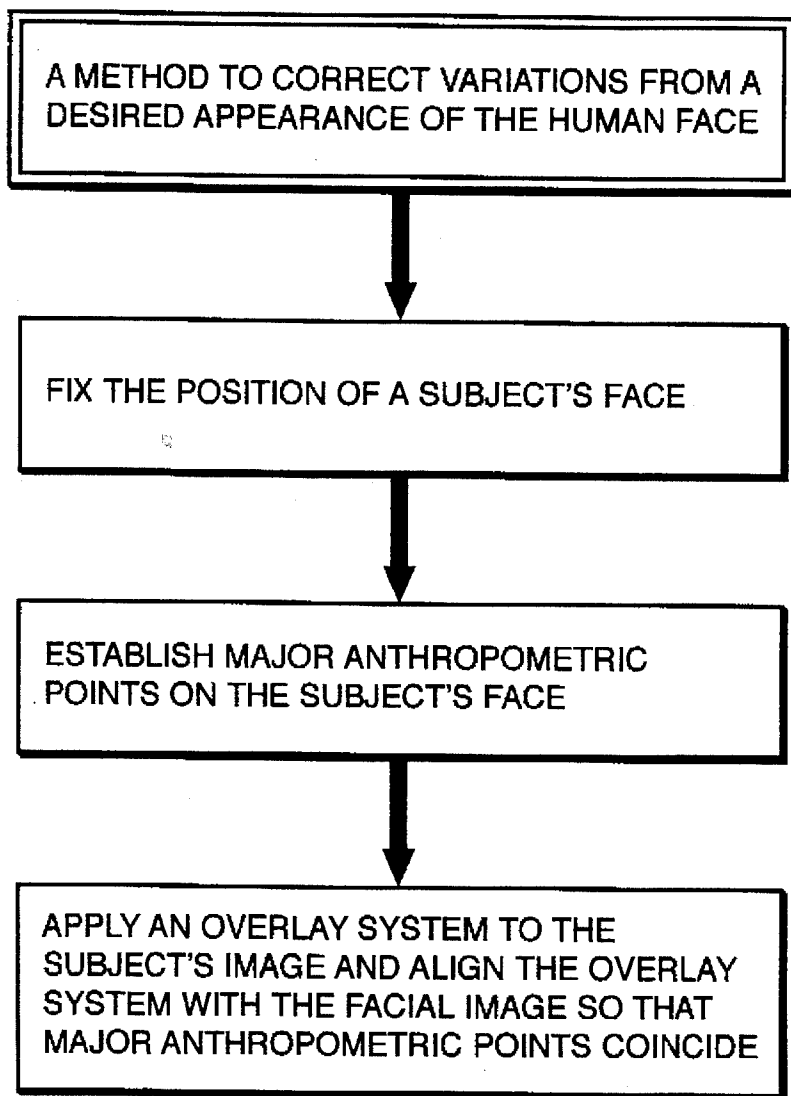 A METHOD TO CORRECT VARIATIONS FROM A
DESIRED APPEARANCE OF THE HUMAN FACE
FIX THE POSITION OF A SUBJECT'S FACE
ESTABLISH MAJOR ANTHROPOMETRIC
POINTS ON THE SUBJECT'S FACE
APPLY AN OVERLAY SYSTEM TO THE
SUBJECT'S IMAGE AND ALIGN THE OVERLAY
SYSTEM WITH THE FACIAL IMAGE SO THAT
MAJOR ANTHROPOMETRIC POINTS COINCIDE